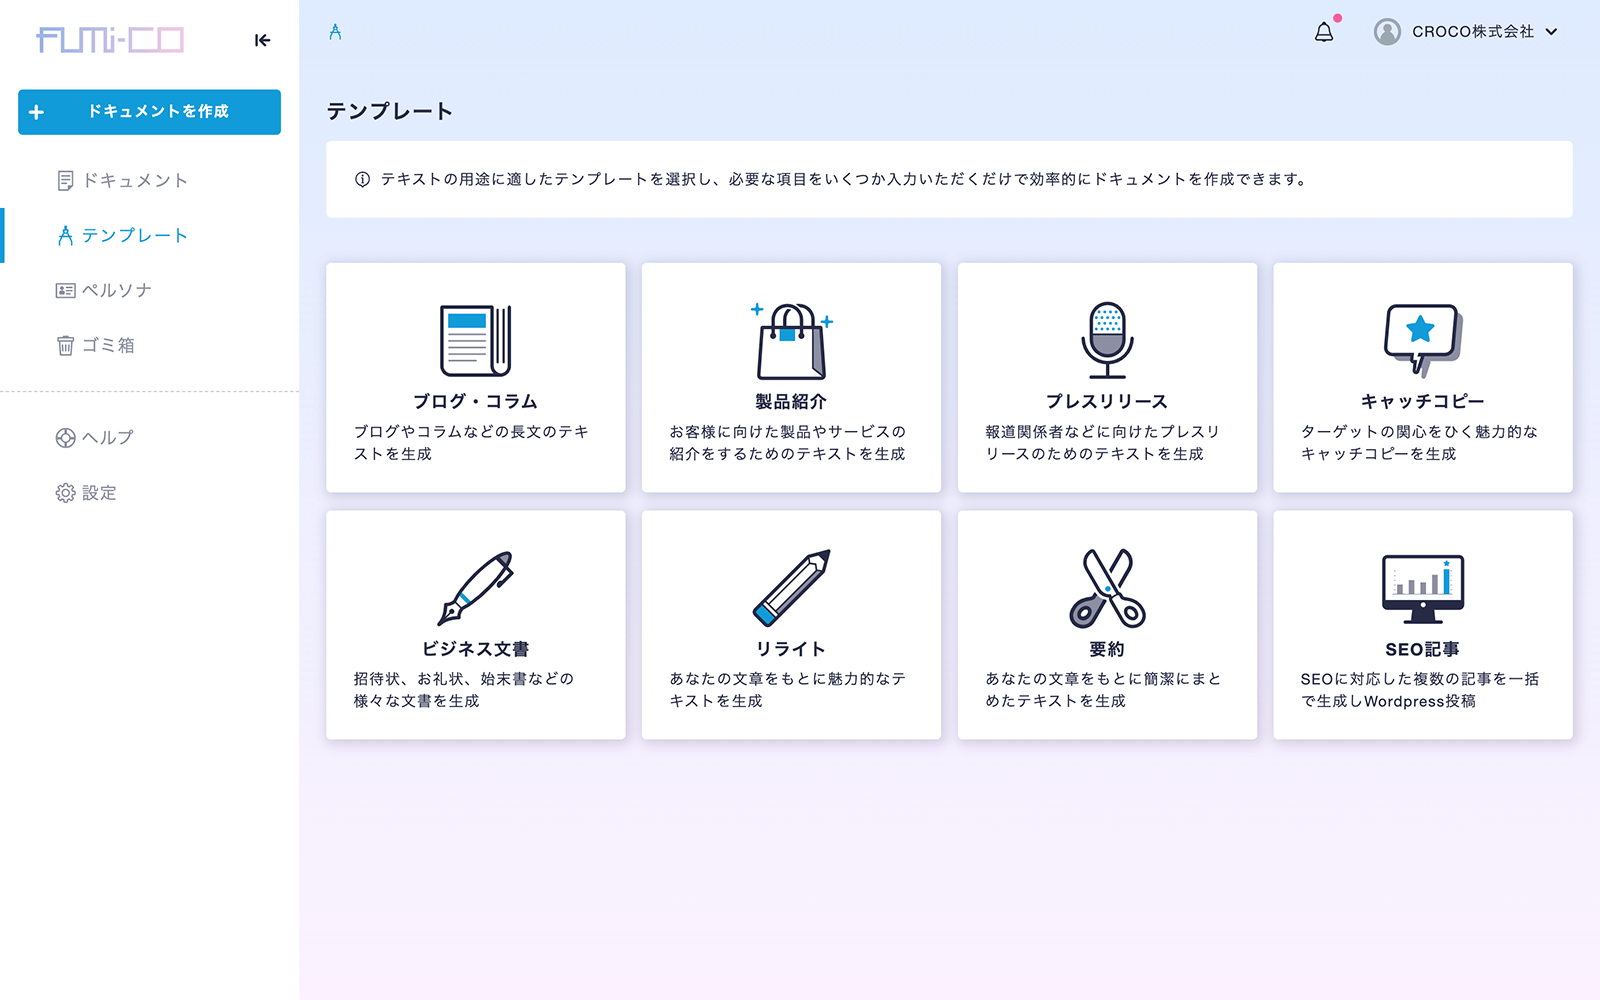 FUMi-CO
ドキュメントを作成
ドキュメント
テンプレート
ペルソナ
ゴミ箱
ヘルプ
設定
CROCO株式会社
テンプレート
テキストの用途に適したテンプレートを選択し、必要な項目をいくつか入力いただくだけで効率的にドキュメントを作成できます。
ブログ・コラム
ブログやコラムなどの長文のテキ
ストを生成
製品紹介
お客様に向けた製品やサービスの
紹介をするためのテキストを生成
プレスリリース
報道関係者などに向けたプレスリ
リースのためのテキストを生成
キャッチコピー
ターゲットの関心をひく魅力的な
キャッチコピーを生成
ビジネス文書
招待状、お礼状、始末書などの
様々な文書を生成
リライト
あなたの文章をもとに魅力的なテ
キストを生成
要約
あなたの文章をもとに簡潔にまと
めたテキストを生成
SEO記事
SEOに対応した複数の記事を一括
で生成しWordpress投稿